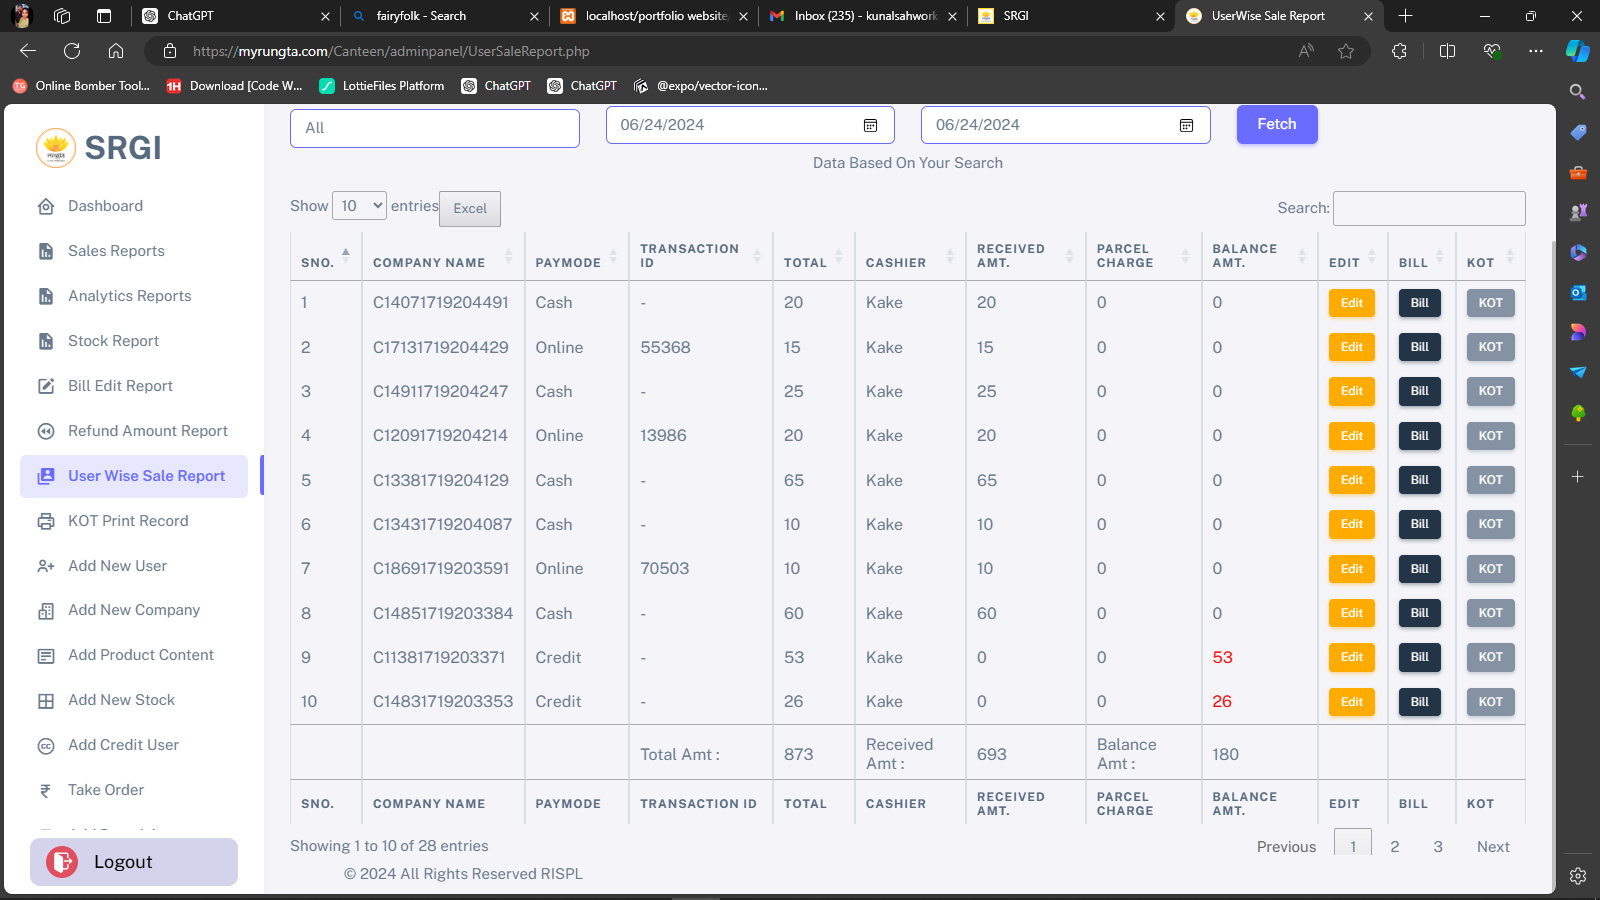 ChatGPT
fairyfolk - Search
localhost/portfolio website
Inbox (235) - kunalsahwork
SRGI
UserWise Sale Report
https://myrungta.com/Canteen/adminpanel/UserSaleReport.php
Online Bomber Tool...
Download [Code W...
LottieFiles Platform
ChatGPT
ChatGPT
@expo/vector-icon...
SRGI
Dashboard
Sales Reports
Analytics Reports
Stock Report
Bill Edit Report
Refund Amount Report
User Wise Sale Report
KOT Print Record
Add New User
Add New Company
Add Product Content
Add New Stock
Add Credit User
Take Order
Logout
All 06/24/2024 06/24/2024 Fetch
Data Based On Your Search
Show 10 entries Excel Search:
SNO. COMPANY NAME PAYMODE TRANSACTION ID TOTAL CASHIER RECEIVED AMT. PARCEL CHARGE BALANCE AMT. EDIT BILL KOT
1 C14071719204491 Cash - 20 Kake 20 0 0 Edit Bill KOT
2 C17131719204429 Online 55368 15 Kake 15 0 0 Edit Bill KOT
3 C14911719204247 Cash - 25 Kake 25 0 0 Edit Bill KOT
4 C12091719204214 Online 13986 20 Kake 20 0 0 Edit Bill KOT
5 C13381719204129 Cash - 65 Kake 65 0 0 Edit Bill KOT
6 C13431719204087 Cash - 10 Kake 10 0 0 Edit Bill KOT
7 C18691719203591 Online 70503 10 Kake 10 0 0 Edit Bill KOT
8 C14851719203384 Cash - 60 Kake 60 0 0 Edit Bill KOT
9 C11381719203371 Credit - 53 Kake 0 0 53 Edit Bill KOT
10 C14831719203353 Credit - 26 Kake 0 0 26 Edit Bill KOT
Total Amt : 873 Received Amt : 693 Balance Amt : 180
SNO. COMPANY NAME PAYMODE TRANSACTION ID TOTAL CASHIER RECEIVED AMT. PARCEL CHARGE BALANCE AMT. EDIT BILL KOT
Showing 1 to 10 of 28 entries Previous 1 2 3 Next
© 2024 All Rights Reserved RISPL